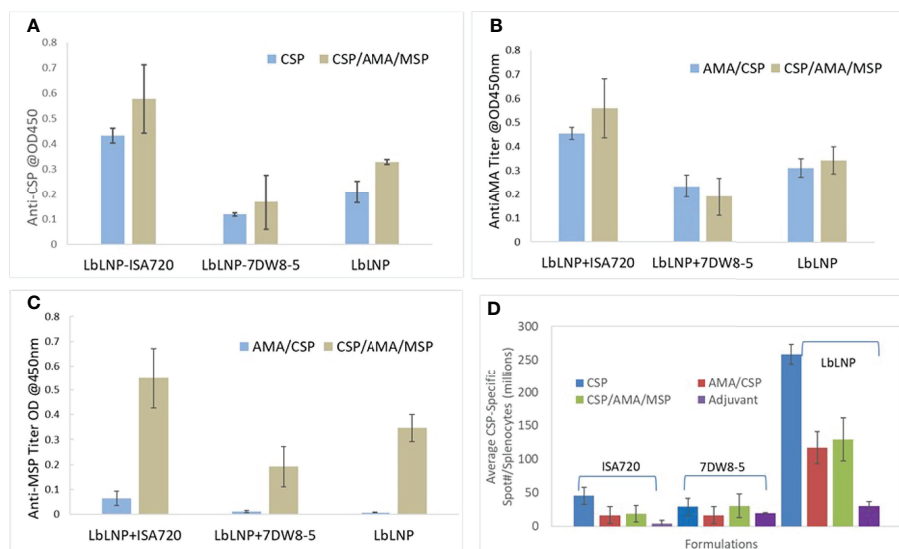 A
Anti-CSP @OD450
0.8
0.7
0.6
0.5
0.4
0.3
0.2
0.1
0
CSP
CSP/AMA/MSP
LbLNP-ISA720
LbLNP-7DW8-5
LbLNP
B
AntiAMA Titer @OD450nm
0.8
0.7
0.6
0.5
0.4
0.3
0.2
0.1
0
AMA/CSP
CSP/AMA/MSP
LbLNP+ISA720
LbLNP+7DW8-5
LbLNP
C
Anti-MSP Titer OD @450nm
0.8
0.7
0.6
0.5
0.4
0.3
0.2
0.1
0
AMA/CSP
CSP/AMA/MSP
LbLNP+ISA720
LbLNP+7DW8-5
LbLNP
D
Average CSP-Specific
Spot#/Splenocytes (millions)
300
250
200
150
100
50
0
CSP
AMA/CSP
CSP/AMA/MSP
Adjuvant
ISA720
7DW8-5
LbLNP
Formulations